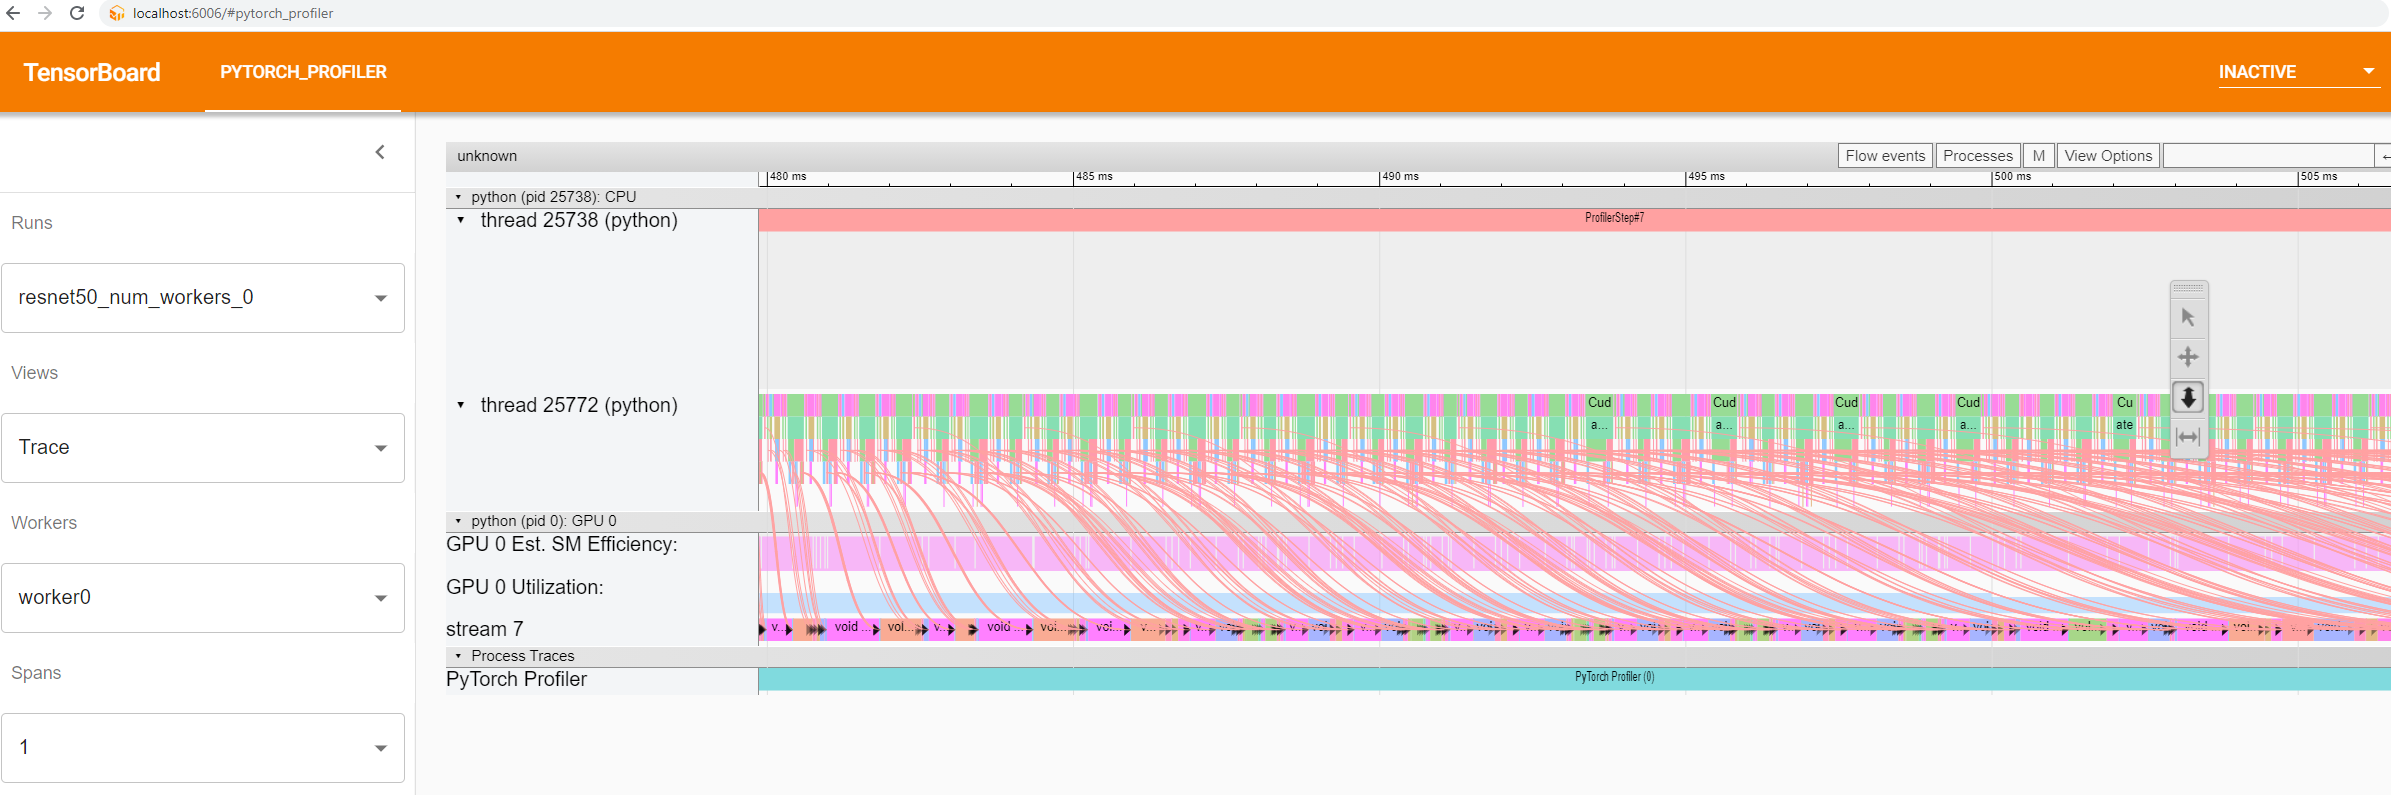 localhost:6006/#pytorch_profiler
TensorBoard PYTORCH_PROFILER INACTIVE
unknown Flow events Processes M View Options
480 ms 485 ms 490 ms 495 ms 500 ms 505 ms
python (pid 25738): CPU
thread 25738 (python) ProfilerStep#7
Runs
resnet50_num_workers_0
Views
Trace
Workers
worker0
Spans
1
thread 25772 (python) Cud Cud Cud Cud Cu
a... a... a... a... ate
python (pid 0): GPU 0
GPU 0 Est. SM Efficiency:
GPU 0 Utilization:
stream 7 v... void ... voi... v... void ... voi... voi...
Process Traces
PyTorch Profiler PyTorch Profiler (0)